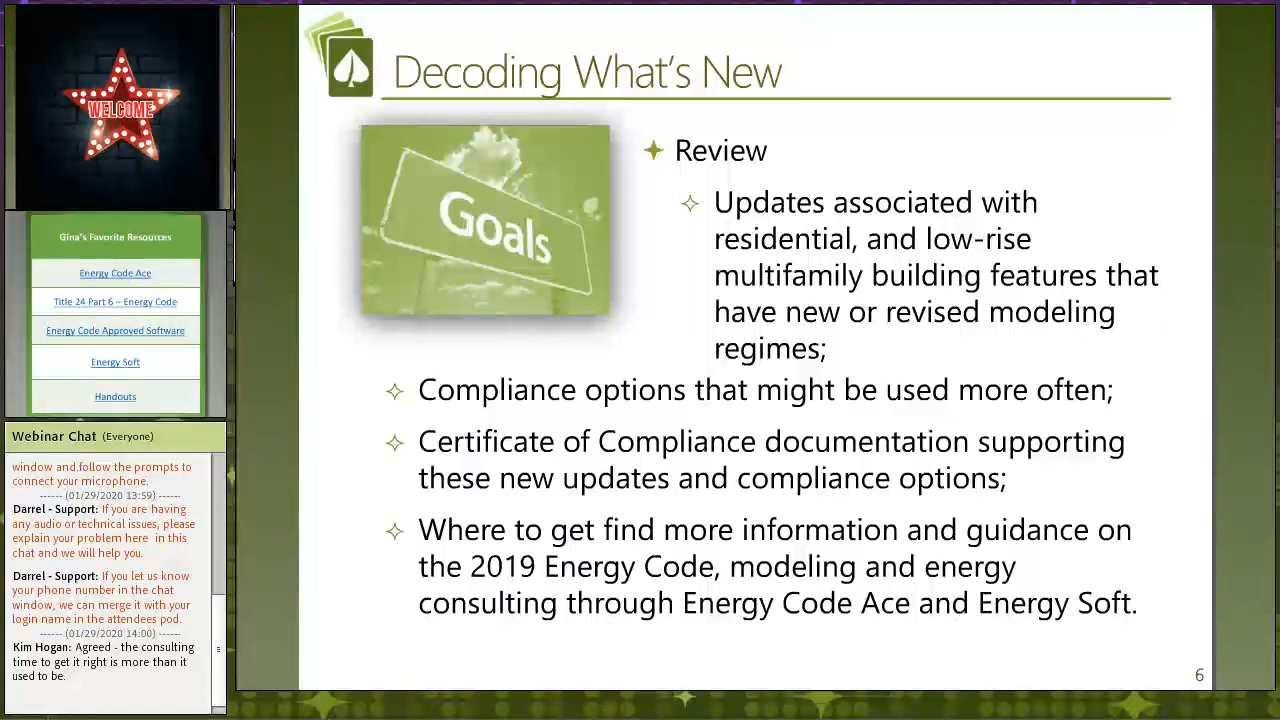 WELCOME
Gina's Favorite Resources
Energy Code Ace
Title 24 Part 6 – Energy Code
Energy Code Approved Software
Energy Soft
Handouts
Webinar Chat (Everyone)
window and.follow the prompts to
connect your microphone.
------ (01/29/2020 13:59) ------
Darrel - Support: If you are having
any audio or technical issues, please
explain your problem here in this
chat and we will help you.
Darrel - Support: If you let us know
your phone number in the chat
window, we can merge it with your
login name in the attendees pod.
------ (01/29/2020 14:00) ------
Kim Hogan: Agreed - the consulting
time to get it right is more than it
used to be.
Decoding What's New
Goals
Review
Updates associated with
residential, and low-rise
multifamily building features that
have new or revised modeling
regimes;
Compliance options that might be used more often;
Certificate of Compliance documentation supporting
these new updates and compliance options;
Where to get find more information and guidance on
the 2019 Energy Code, modeling and energy
consulting through Energy Code Ace and Energy Soft.
6